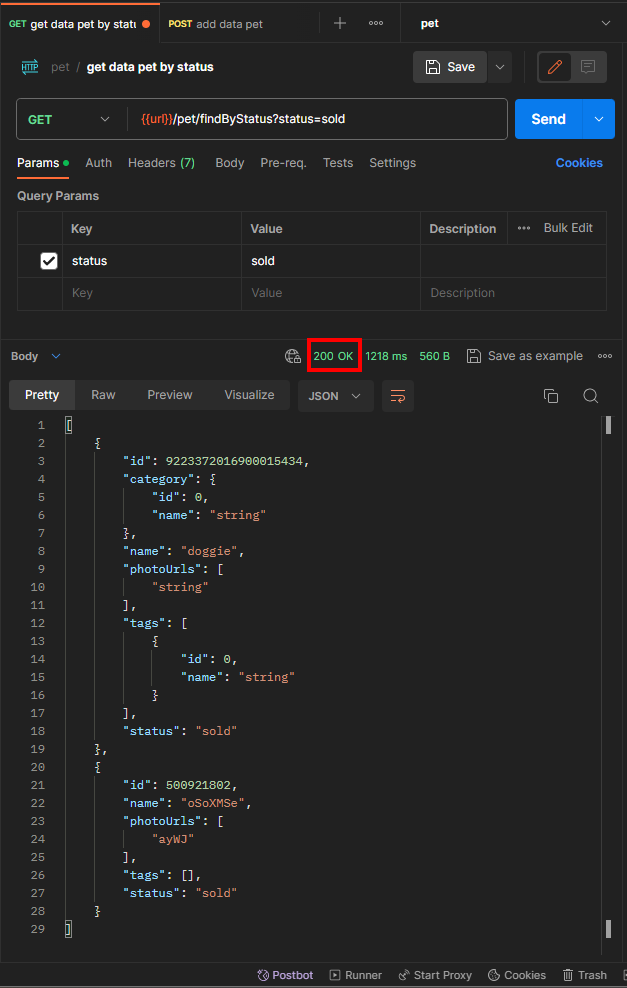 GET get data pet by statu POST add data pet pet
HTTP pet / get data pet by status Save
GET {{url}}/pet/findByStatus?status=sold Send
Params Auth Headers (7) Body Pre-req. Tests Settings Cookies
Query Params
Key Value Description Bulk Edit
status sold
Key Value Description
Body 200 OK 1218 ms 560 B Save as example
Pretty Raw Preview Visualize JSON
1 [
2 {
3 "id": 9223372016900015434,
4 "category": {
5 "id": 0,
6 "name": "string"
7 },
8 "name": "doggie",
9 "photoUrls": [
10 "string"
11 ],
12 "tags": [
13 {
14 "id": 0,
15 "name": "string"
16 }
17 ],
18 "status": "sold"
19 },
20 {
21 "id": 500921802,
22 "name": "oSoXMSe",
23 "photoUrls": [
24 "ayWJ"
25 ],
26 "tags": [],
27 "status": "sold"
28 }
29 ]
Postbot Runner Start Proxy Cookies Trash